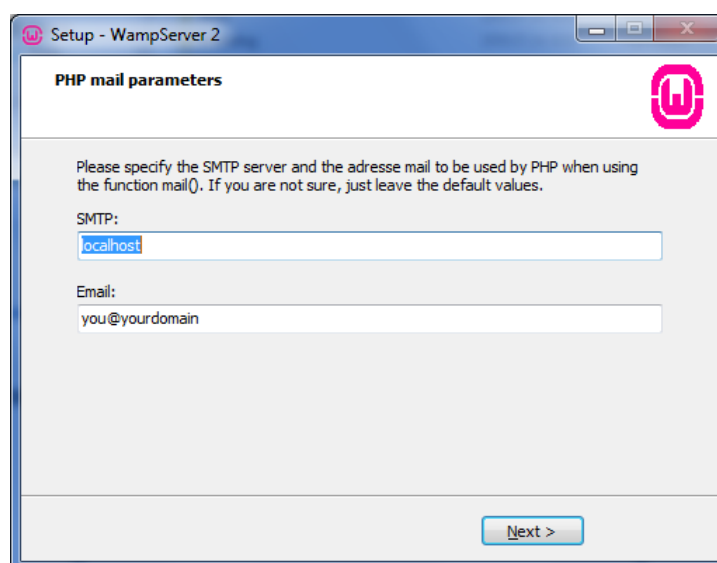 Setup - WampServer 2
PHP mail parameters
Please specify the SMTP server and the adresse mail to be used by PHP when using
the function mail(). If you are not sure, just leave the default values.
SMTP:
localhost
Email:
you@yourdomain
Next >